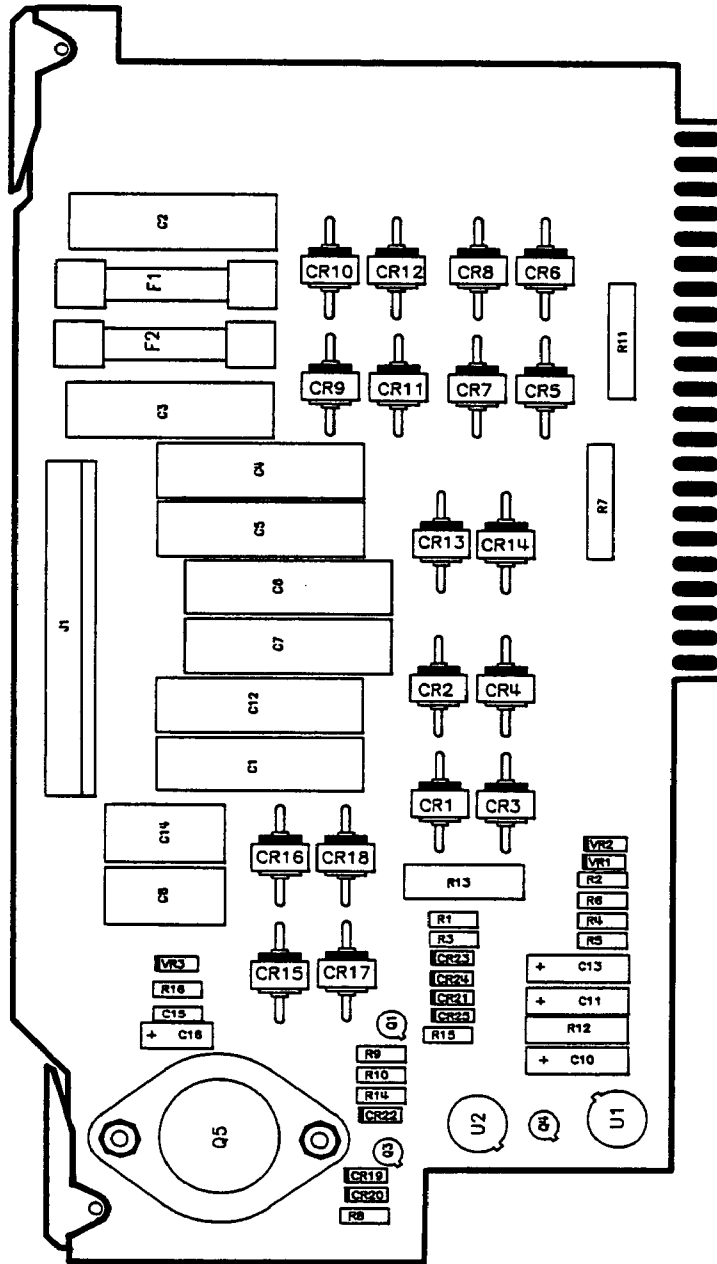 C2
F1
CR10 CR12 CR8 CR6
F2
R11
CR9 CR11 CR7 CR5
C3
C4
R7
C5
CR13 CR14
C6
J1
C7
CR2 CR4
C12
C1
CR1 CR3
C14
VR2
CR16 CR18
VR1
R13
R2
C8
R6
R1
R4
R3
R5
CR23
VR3
C13
+
CR15 CR17
CR24
R16
CR21
C11
+
C15
CR25
Q1
R12
R15
C16
+
R9
C10
+
R10
R14
CR22
U2
U1
Q4
Q5
Q3
CR19
CR20
R8